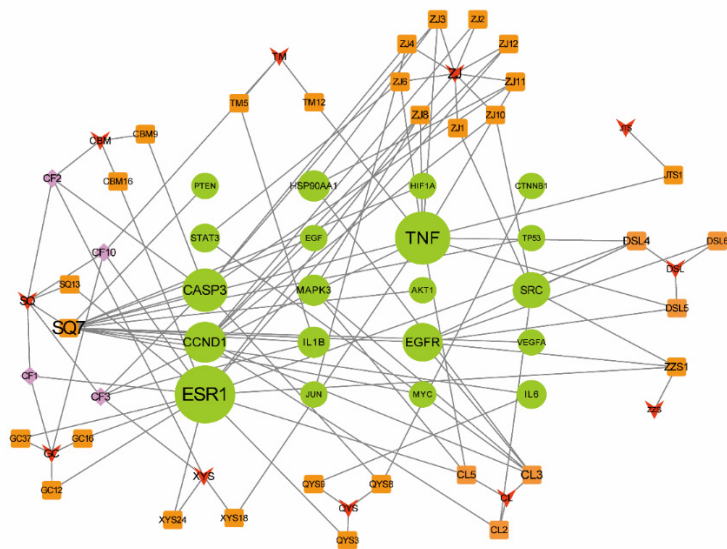 ZJ3
ZJ2
ZJ4
ZJ12
TM
ZJ
ZJ6
ZJ11
TM5
TM12
ZJ8
ZJ10
ZJ1
JTS
CBM
CBM9
CF2
CBM16
PTEN
HSP90AA1
HIF1A
CTNNB1
JTS1
STAT3
EGF
TNF
TP53
DSL4
DSL6
CF10
SQ13
CASP3
MAPK3
AKT1
SRC
DSL
SQ
DSL5
SQ7
CCND1
IL1B
EGFR
VEGFA
CF1
ZZS1
CF3
ESR1
JUN
MYC
IL6
ZZS
GC37
GC16
GC
GC12
XYS
QYS9
QYS8
CL5
CL3
CL
QYS
XYS24
XYS18
CL2
QYS3